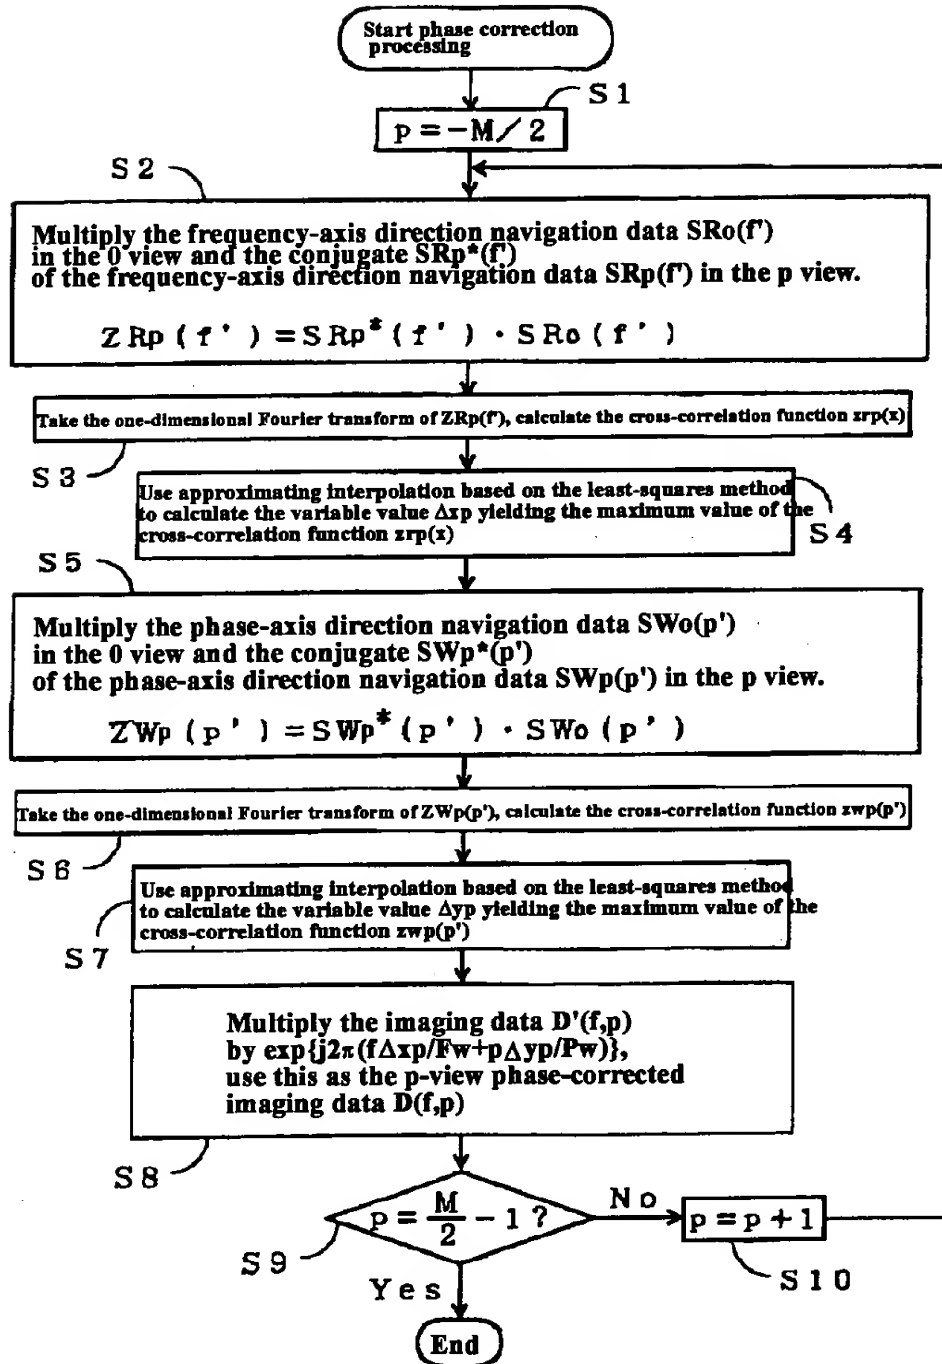 Start phase correction
processing
S1
p=-M/2
S2
Multiply the frequency-axis direction navigation data SRo(f')
in the 0 view and the conjugate SRp*(f')
of the frequency-axis direction navigation data SRp(f') in the p view.
ZRp(f')=SRp*(f')·SRo(f')
Take the one-dimensional Fourier transform of ZRp(f'), calculate the cross-correlation function zrp(x)
S3
Use approximating interpolation based on the least-squares method
to calculate the variable value Δxp yielding the maximum value of the
cross-correlation function zrp(x)
S4
S5
Multiply the phase-axis direction navigation data SWo(p')
in the 0 view and the conjugate SWp*(p')
of the phase-axis direction navigation data SWp(p') in the p view.
ZWp(p')=SWp*(p')·SWo(p')
Take the one-dimensional Fourier transform of ZWp(p'), calculate the cross-correlation function zwp(p')
S6
Use approximating interpolation based on the least-squares method
to calculate the variable value Δyp yielding the maximum value of the
cross-correlation function zwp(p')
S7
Multiply the imaging data D'(f,p)
by exp{j2π(fΔxp/Fw+pΔyp/Pw)},
use this as the p-view phase-corrected
imaging data D(f,p)
S8
p=M/2-1?
No
p=p+1
S9
S10
Yes
End